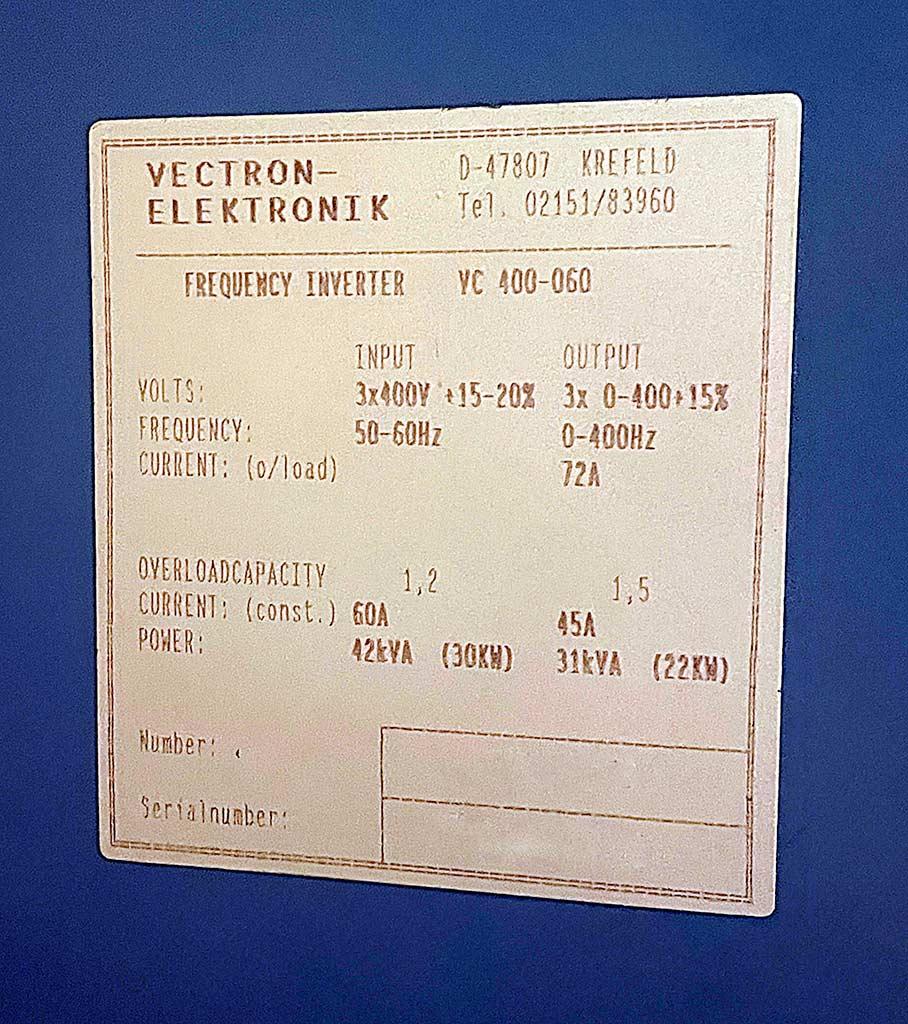 VECTRON-
ELEKTRONIK
D-47807 KREFELD
Tel. 02151/83960
FREQUENCY INVERTER VC 400-060
INPUT OUTPUT
VOLTS: 3x400V +15-20% 3x 0-400+15%
FREQUENCY: 50-60Hz 0-400Hz
CURRENT: (o/load) 72A
OVERLOADCAPACITY 1,2 1,5
CURRENT: (const.) 60A 45A
POWER: 42kVA (30KW) 31kVA (22KW)
Number:
Serialnumber: